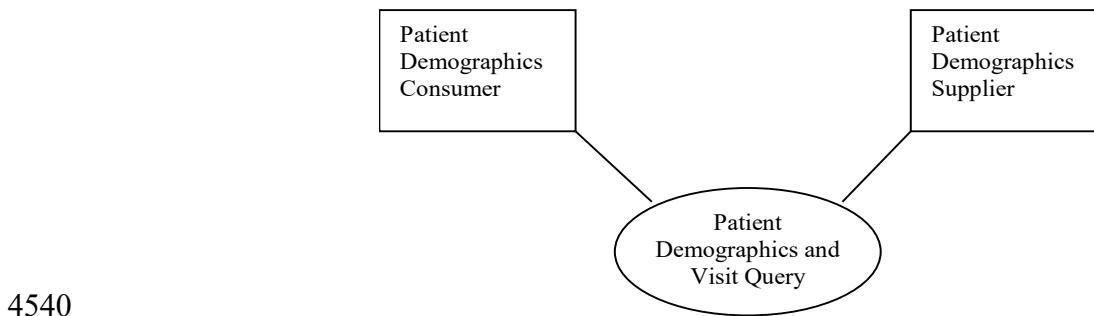 Patient
Demographics
Consumer
Patient
Demographics
Supplier
Patient
Demographics and
Visit Query
4540